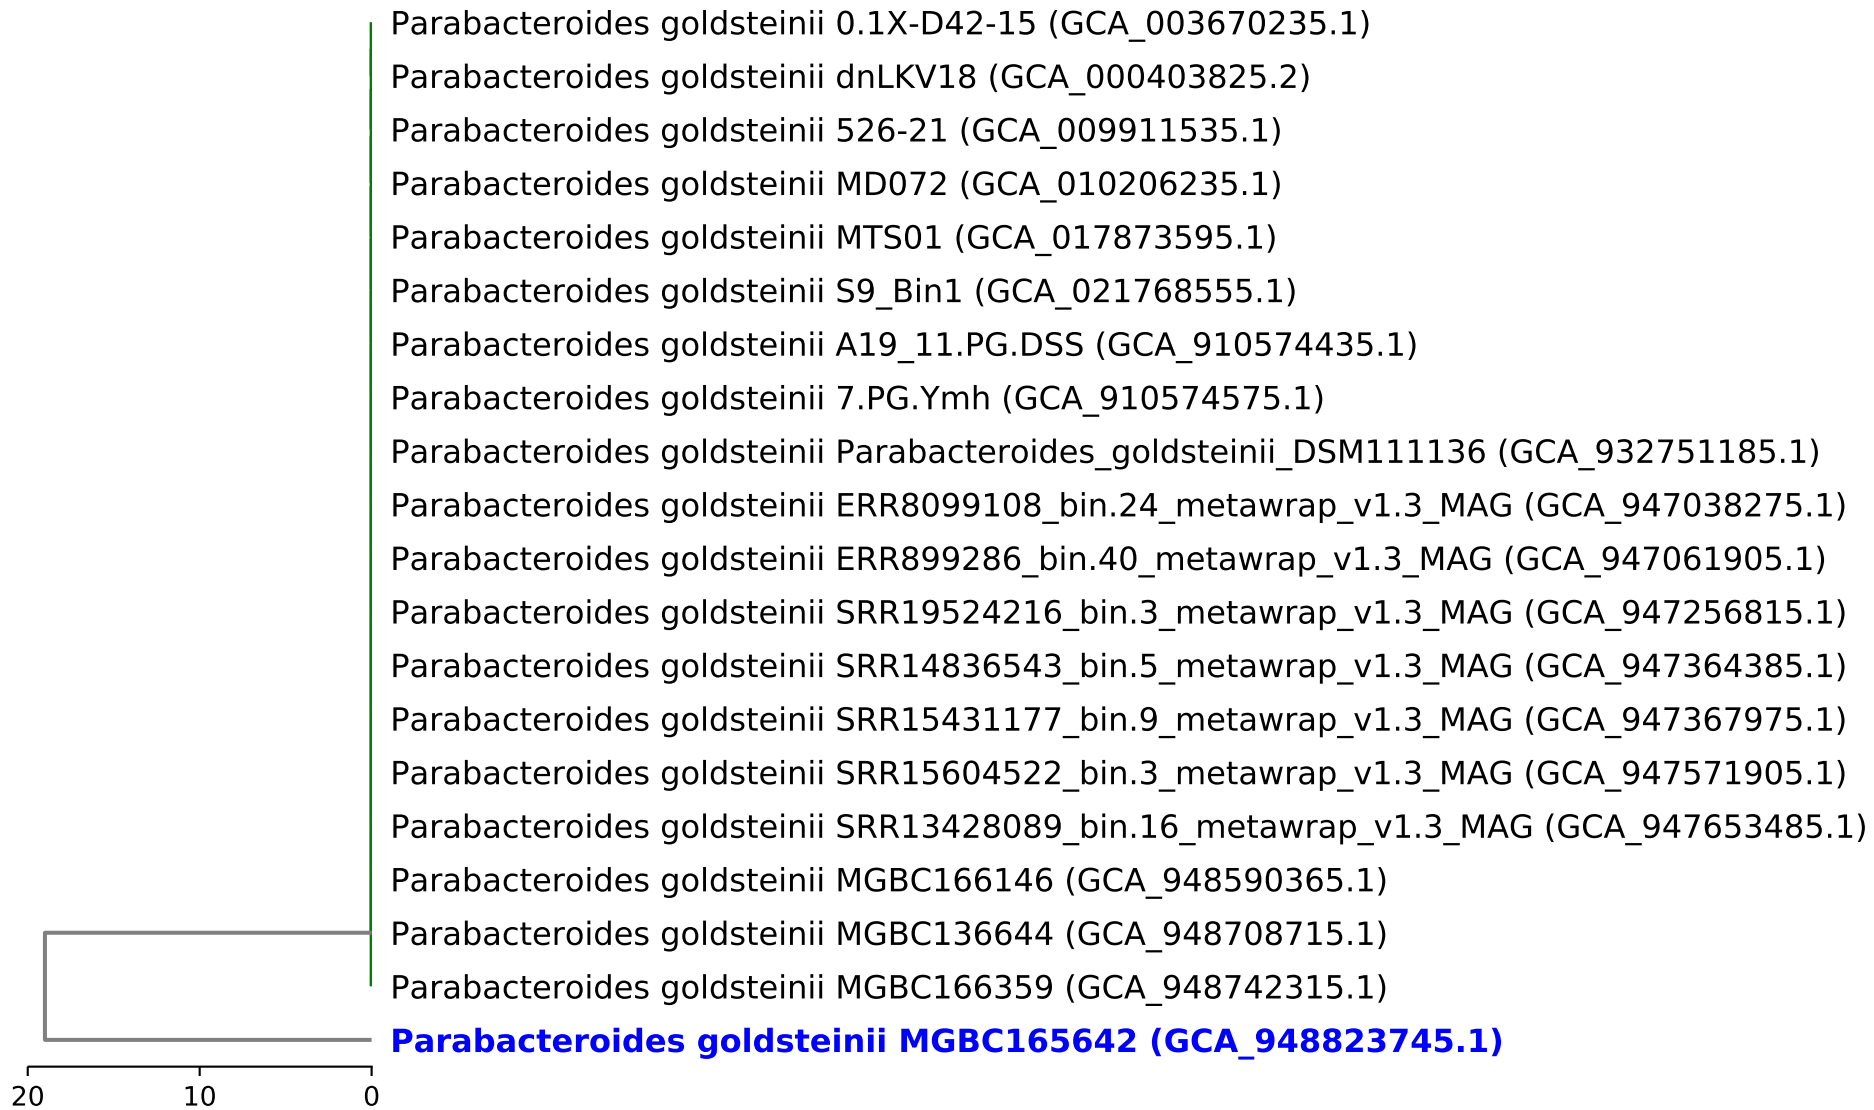 Parabacteroides goldsteinii 0.1X-D42-15 (GCA_003670235.1)
Parabacteroides goldsteinii dnLKV18 (GCA_000403825.2)
Parabacteroides goldsteinii 526-21 (GCA_009911535.1)
Parabacteroides goldsteinii MD072 (GCA_010206235.1)
Parabacteroides goldsteinii MTS01 (GCA_017873595.1)
Parabacteroides goldsteinii S9_Bin1 (GCA_021768555.1)
Parabacteroides goldsteinii A19_11.PG.DSS (GCA_910574435.1)
Parabacteroides goldsteinii 7.PG.Ymh (GCA_910574575.1)
Parabacteroides goldsteinii Parabacteroides_goldsteinii_DSM111136 (GCA_932751185.1)
Parabacteroides goldsteinii ERR8099108_bin.24_metawrap_v1.3_MAG (GCA_947038275.1)
Parabacteroides goldsteinii ERR899286_bin.40_metawrap_v1.3_MAG (GCA_947061905.1)
Parabacteroides goldsteinii SRR19524216_bin.3_metawrap_v1.3_MAG (GCA_947256815.1)
Parabacteroides goldsteinii SRR14836543_bin.5_metawrap_v1.3_MAG (GCA_947364385.1)
Parabacteroides goldsteinii SRR15431177_bin.9_metawrap_v1.3_MAG (GCA_947367975.1)
Parabacteroides goldsteinii SRR15604522_bin.3_metawrap_v1.3_MAG (GCA_947571905.1)
Parabacteroides goldsteinii SRR13428089_bin.16_metawrap_v1.3_MAG (GCA_947653485.1)
Parabacteroides goldsteinii MGBC166146 (GCA_948590365.1)
Parabacteroides goldsteinii MGBC136644 (GCA_948708715.1)
Parabacteroides goldsteinii MGBC166359 (GCA_948742315.1)
Parabacteroides goldsteinii MGBC165642 (GCA_948823745.1)
20 10 0